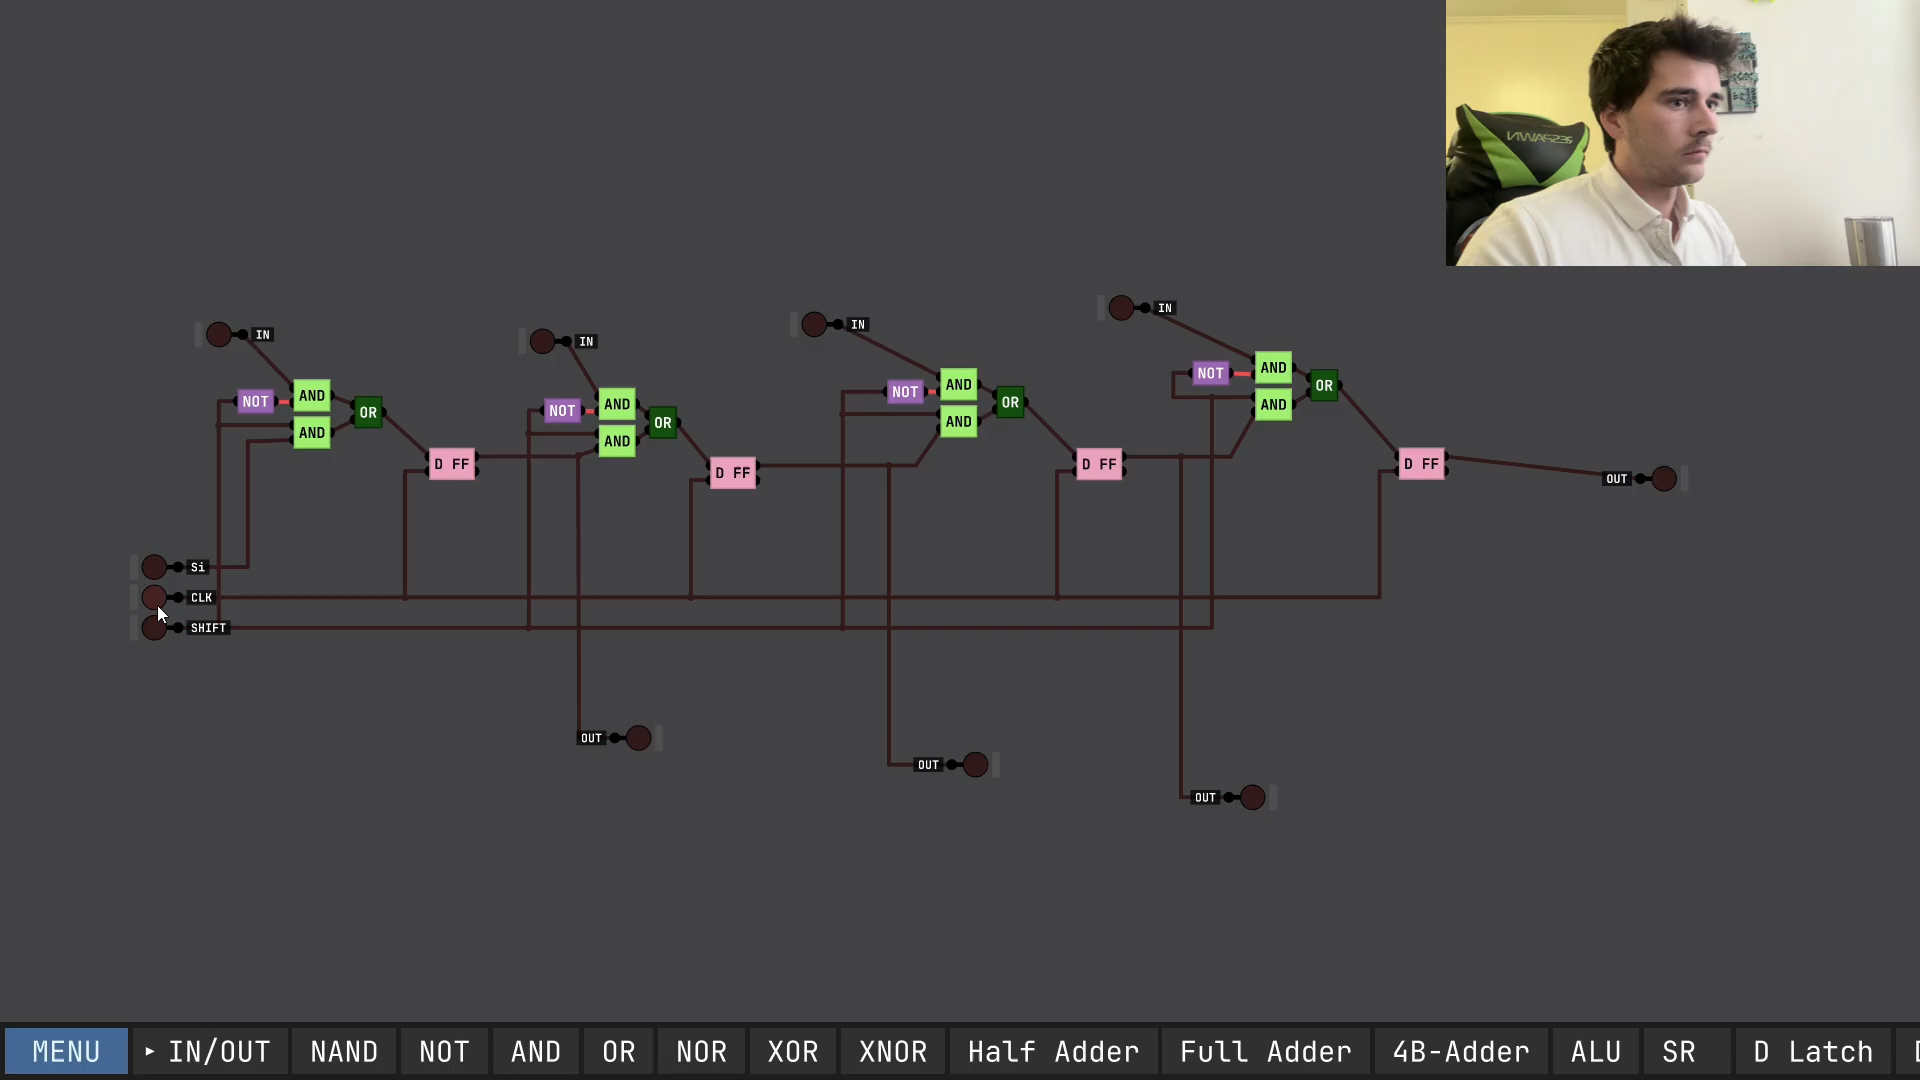 IN
IN
IN
IN
NOT
AND
OR
AND
NOT
AND
OR
AND
NOT
AND
OR
AND
NOT
AND
OR
AND
D FF
D FF
D FF
D FF
OUT
Si
CLK
SHIFT
OUT
OUT
OUT
MENU
▸ IN/OUT
NAND
NOT
AND
OR
NOR
XOR
XNOR
Half Adder
Full Adder
4B-Adder
ALU
SR
D Latch